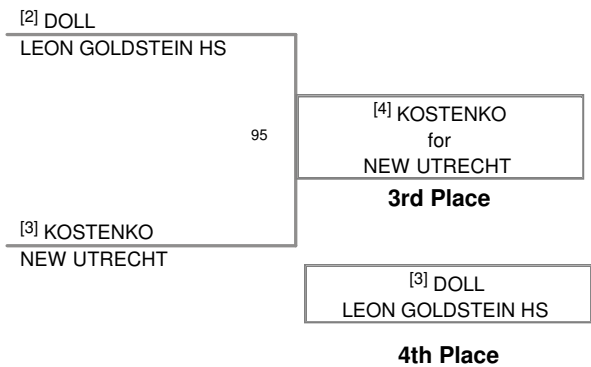 [2] DOLL
LEON GOLDSTEIN HS
95
[4] KOSTENKO
for
NEW UTRECHT
3rd Place
[3] KOSTENKO
NEW UTRECHT
[3] DOLL
LEON GOLDSTEIN HS
4th Place